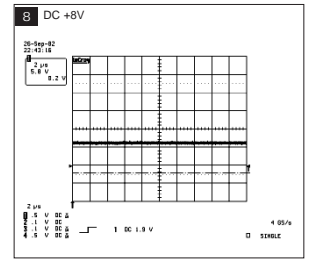 8 DC +8V
26-Sep-02
22:43:16
1
2 µs
5.0 V
0.2 V
LeCroy
2 µs
1 .5 V DC
2 .1 V DC
3 .1 V DC
4 .5 V DC
1 DC 1.9 V
4 GS/s
SINGLE